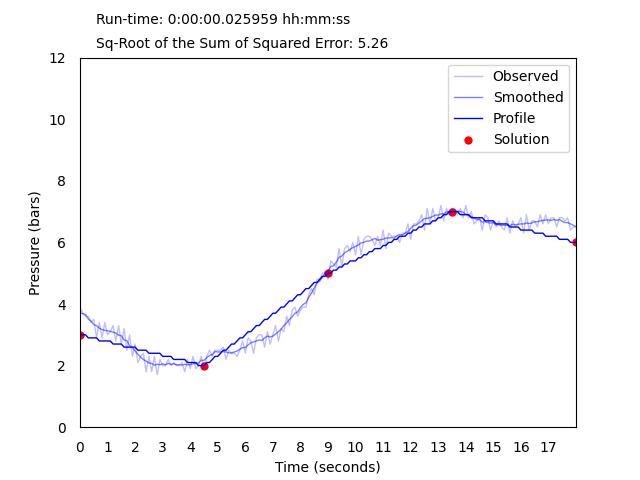 Run-time: 0:00:00.025959 hh:mm:ss
Sq-Root of the Sum of Squared Error: 5.26
Observed
Smoothed
Profile
Solution
12
10
8
6
4
2
0
Pressure (bars)
0 1 2 3 4 5 6 7 8 9 10 11 12 13 14 15 16 17
Time (seconds)